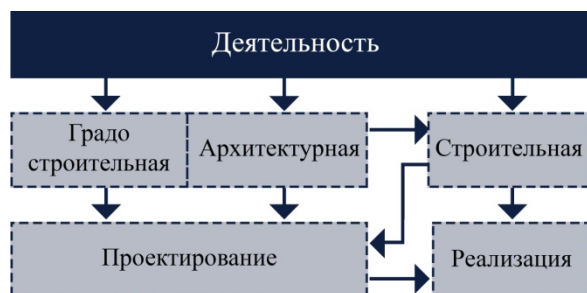 Деятельность
Градо
строительная
Архитектурная
Строительная
Проектирование
Реализация